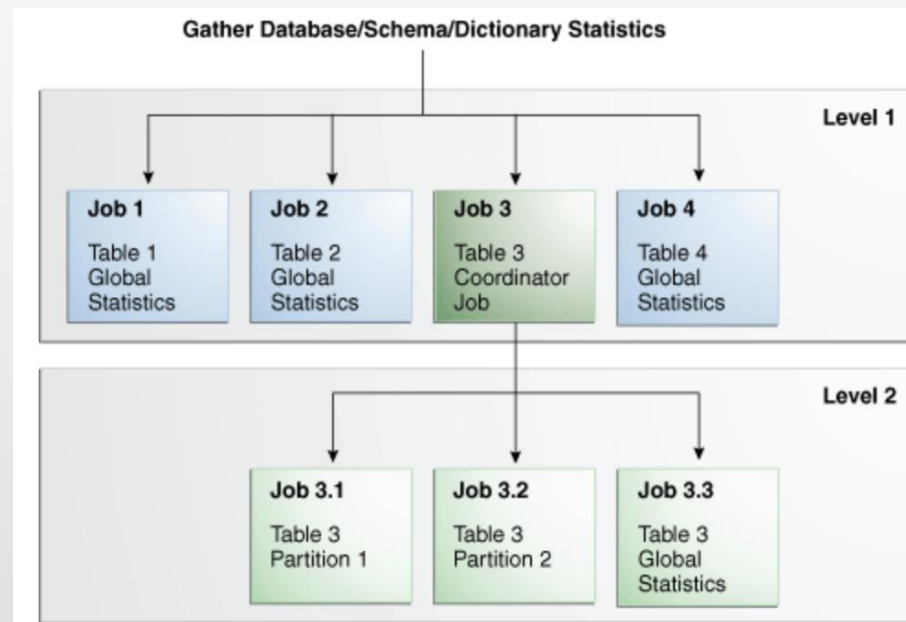 Gather Database/Schema/Dictionary Statistics
Level 1
Job 1
Table 1
Global
Statistics
Job 2
Table 2
Global
Statistics
Job 3
Table 3
Coordinator
Job
Job 4
Table 4
Global
Statistics
Level 2
Job 3.1
Table 3
Partition 1
Job 3.2
Table 3
Partition 2
Job 3.3
Table 3
Global
Statistics